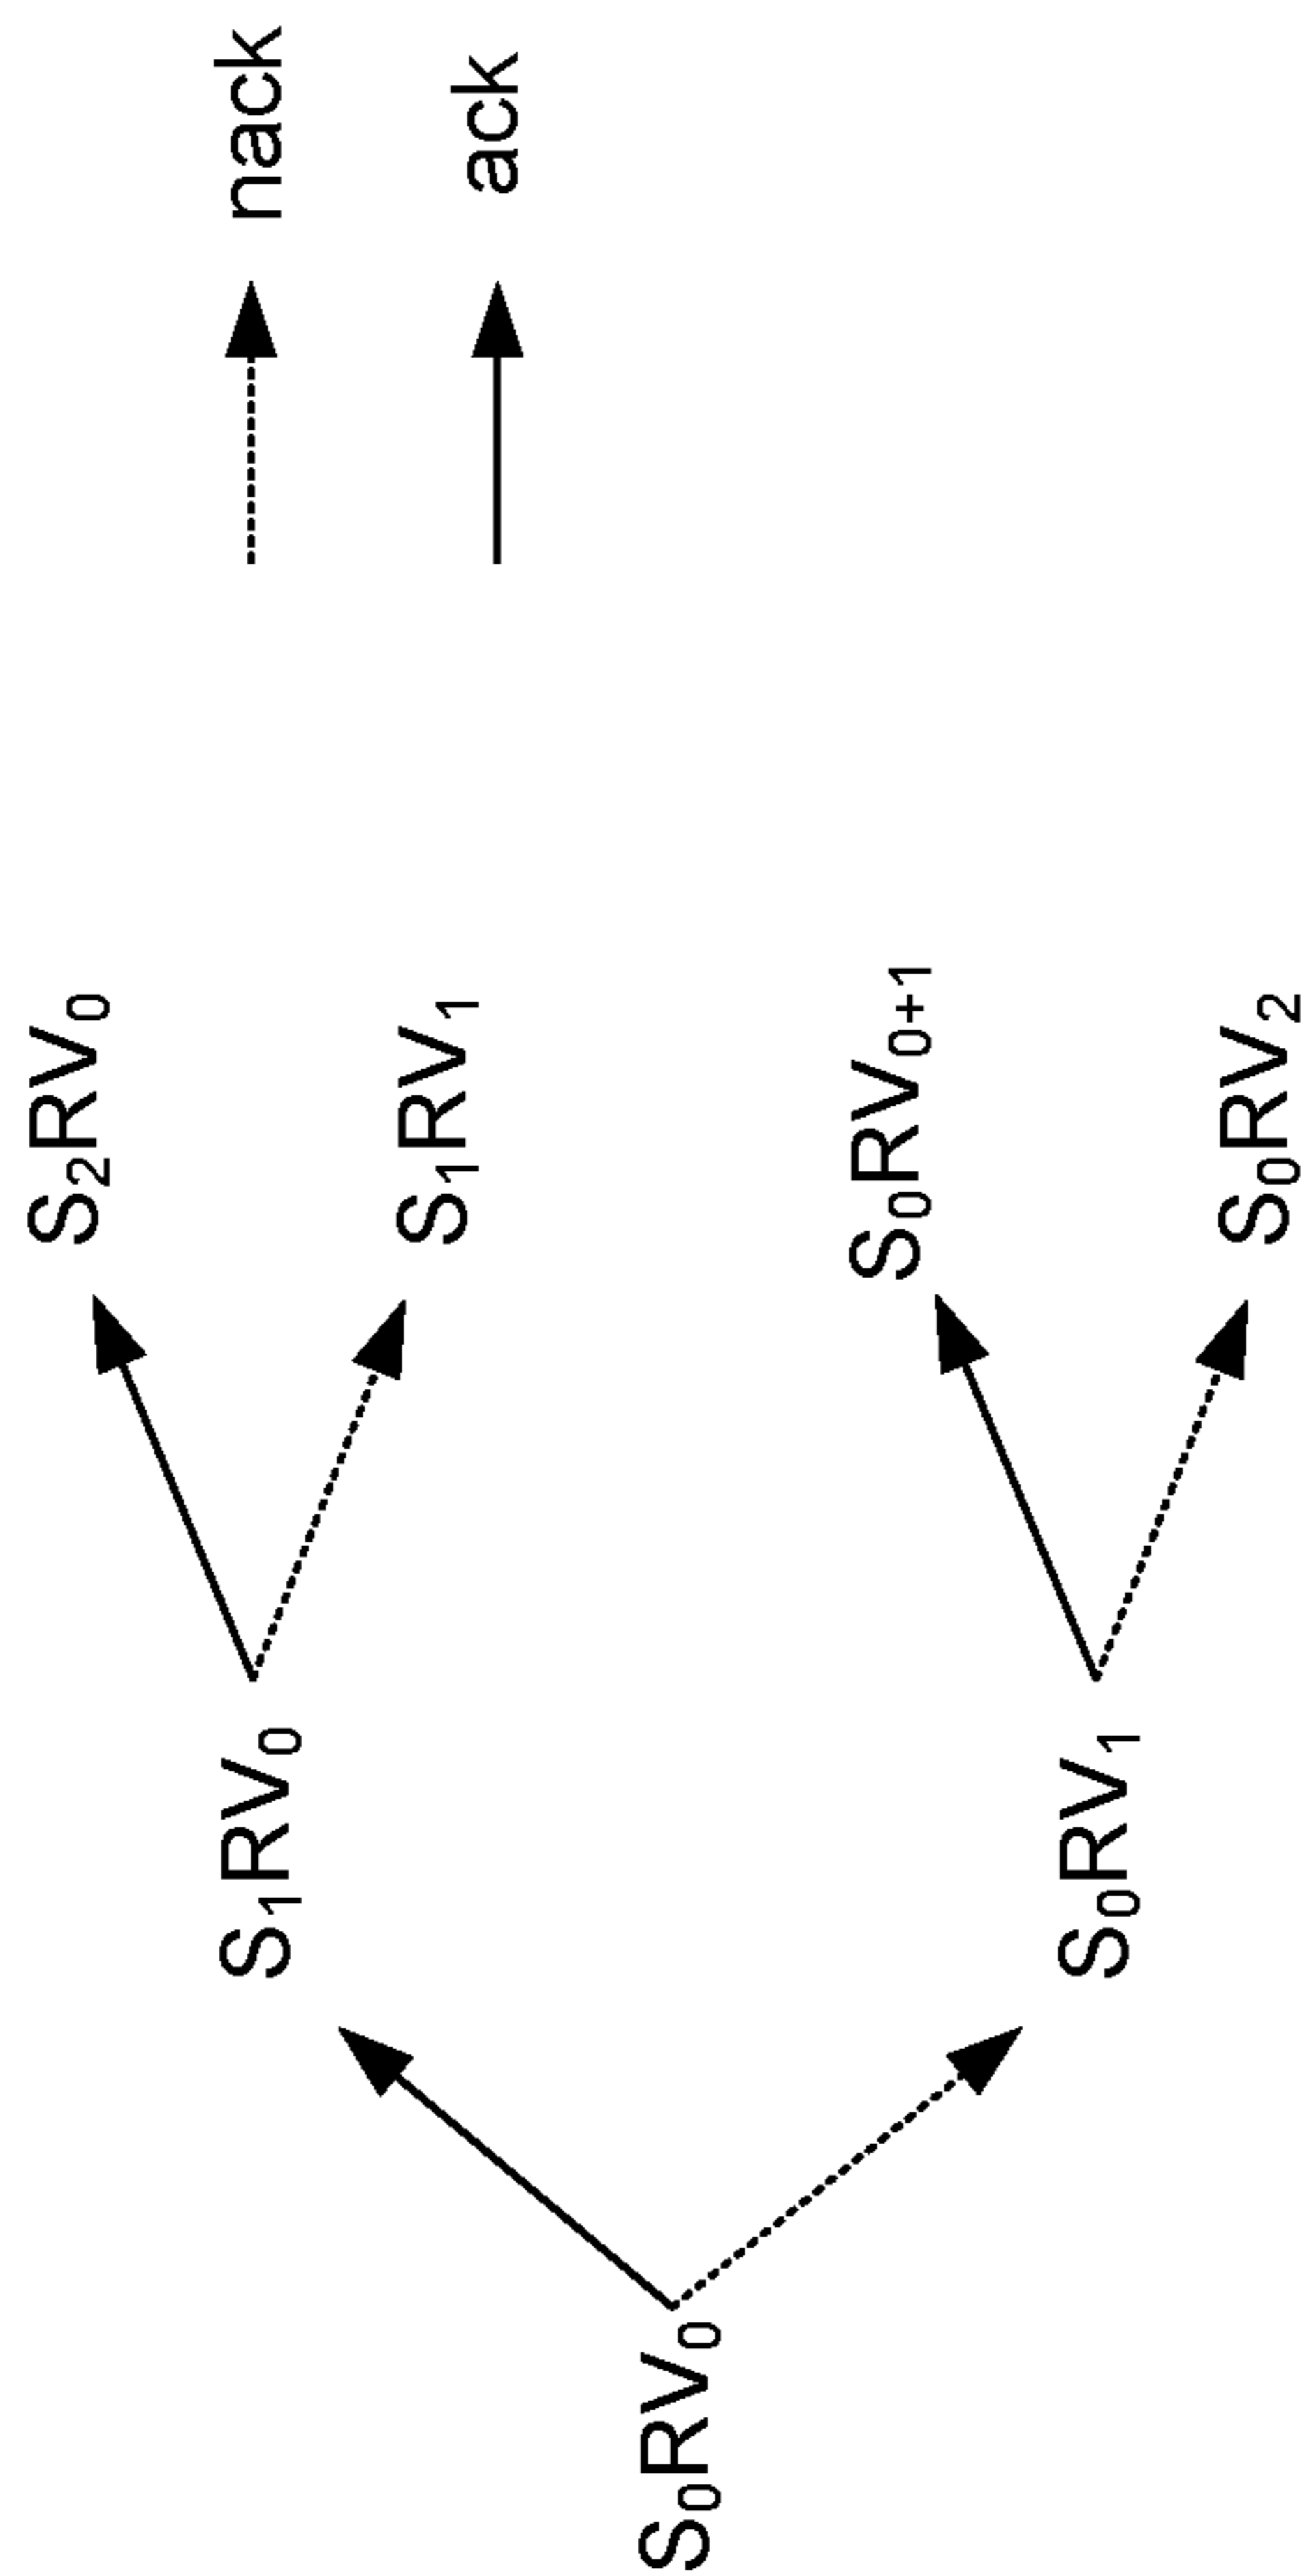 S₀RV₀
S₁RV₀
S₀RV₁
S₂RV₀
S₁RV₁
S₀RV₀₊₁
S₀RV₂
nack
ack